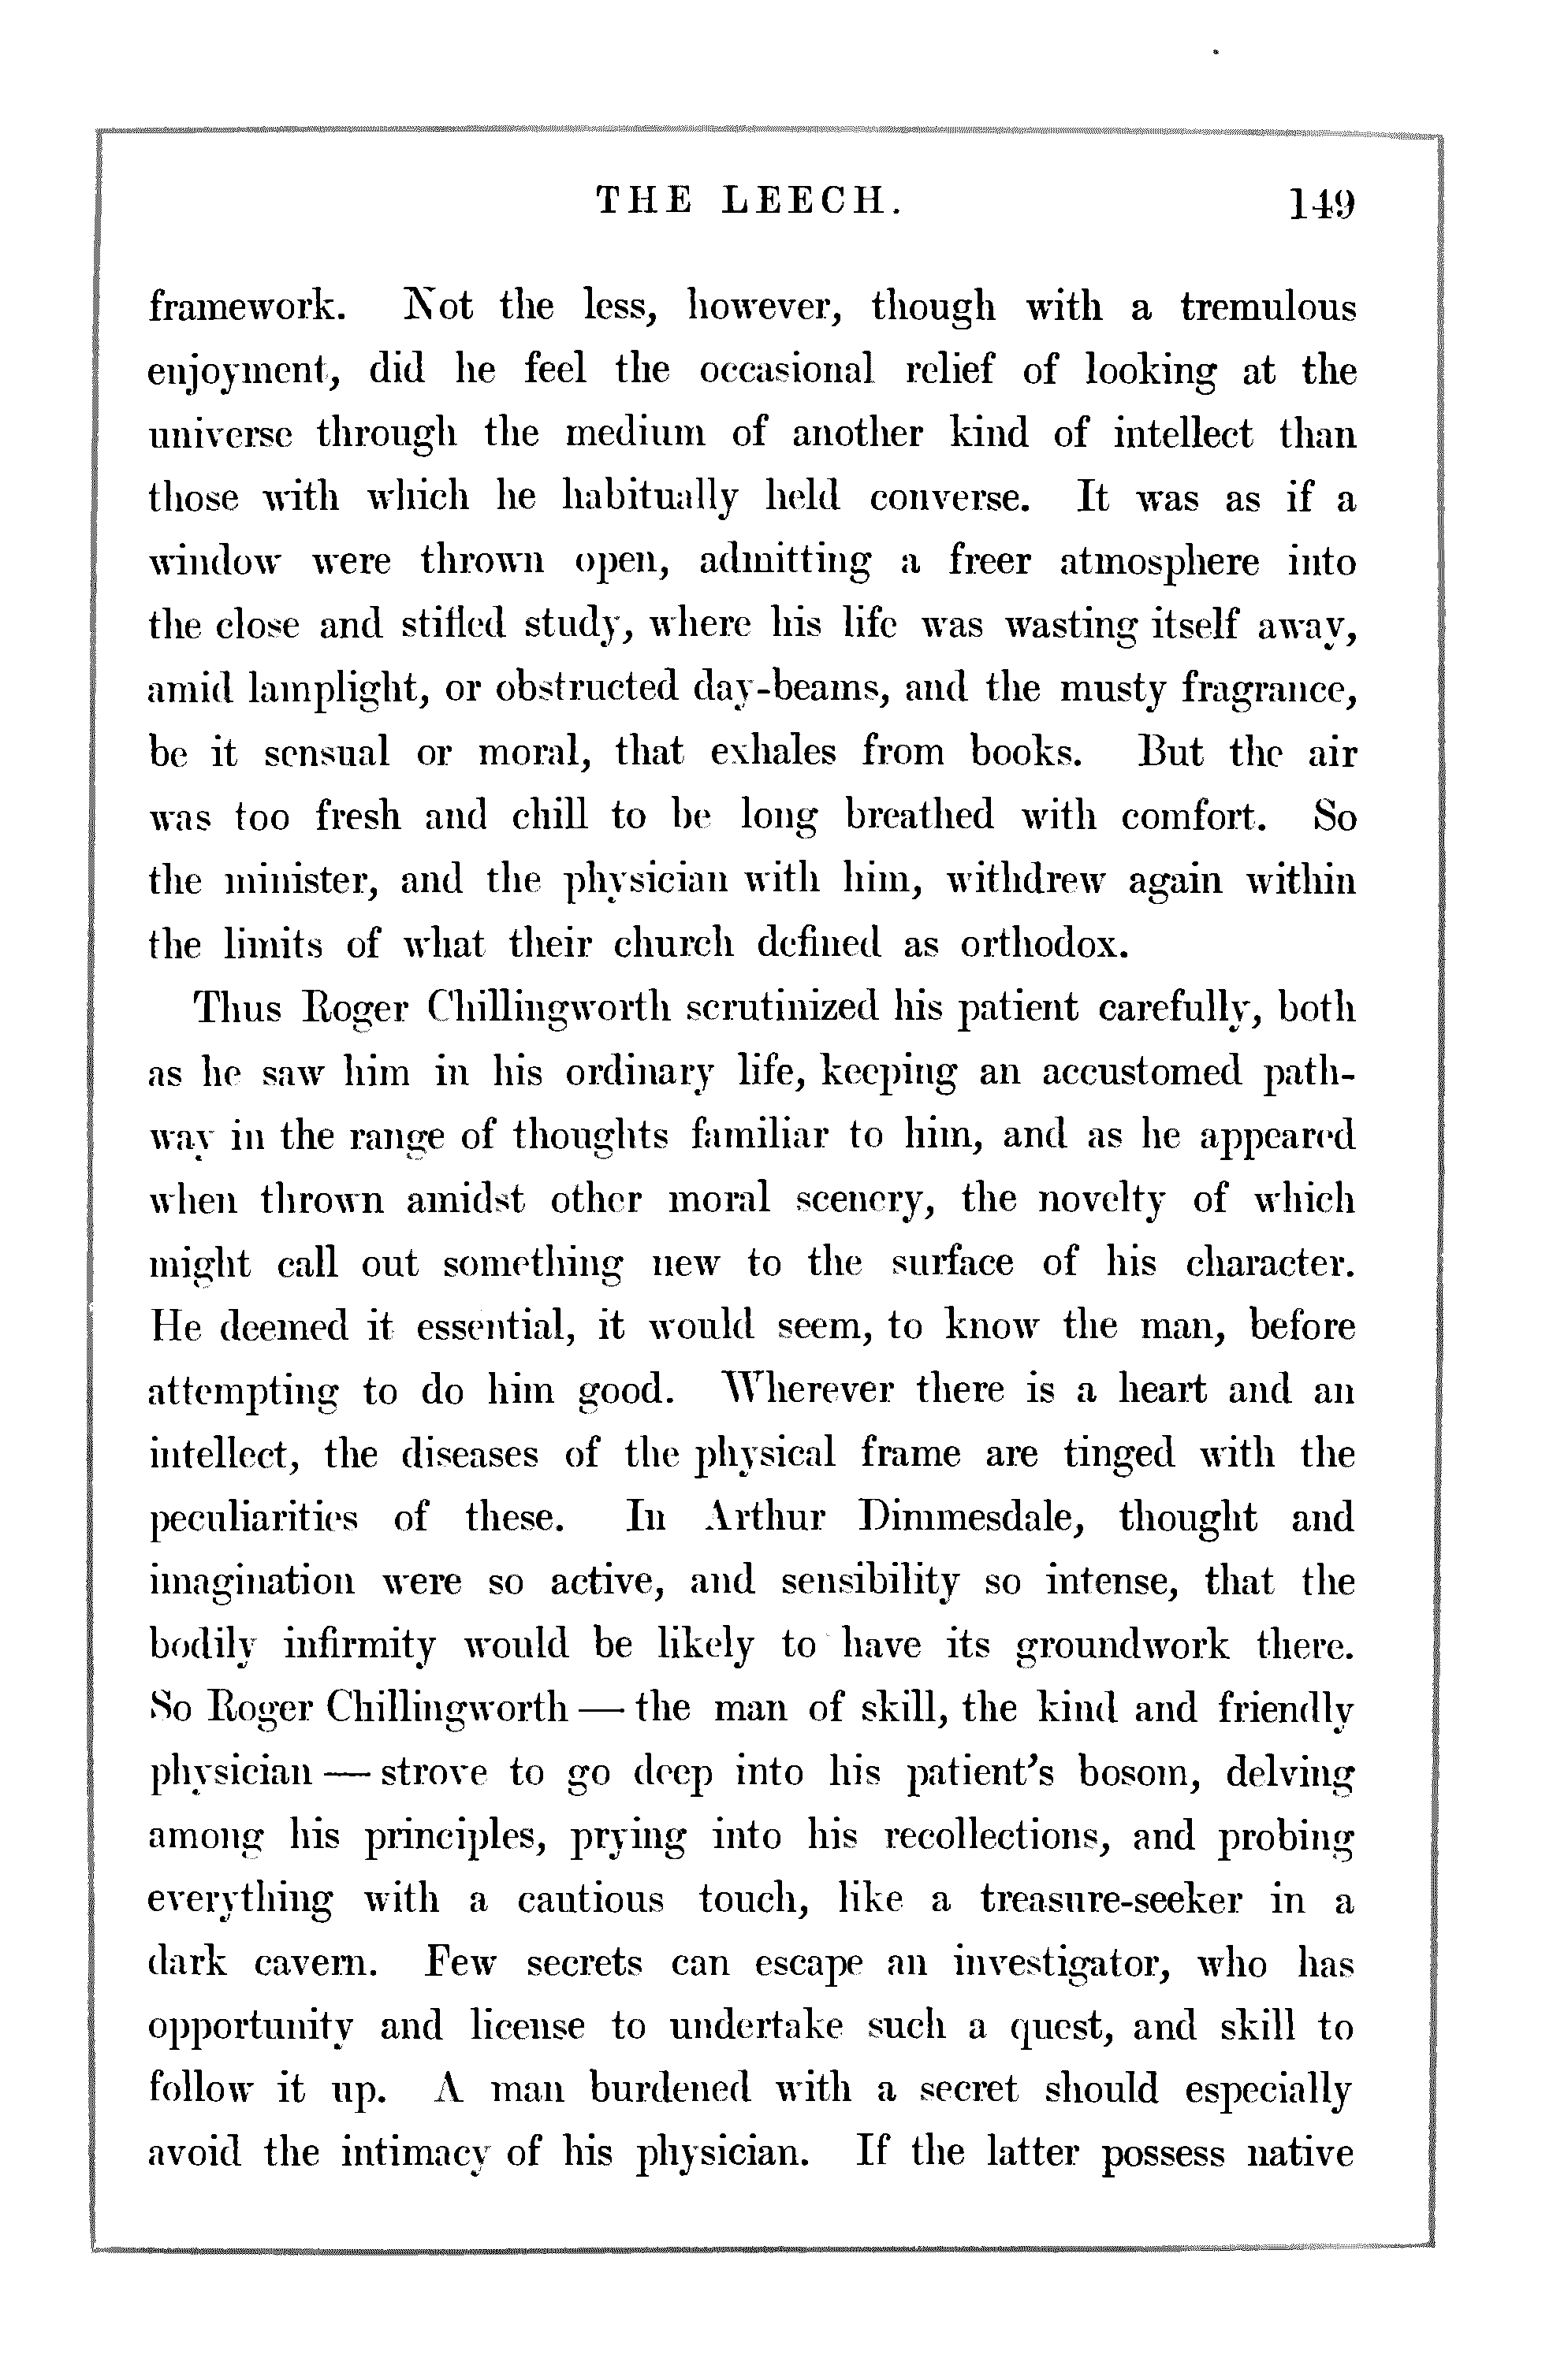 THE LEECH. 149
framework. Not the less, however, though with a tremulous
enjoyment, did he feel the occasional relief of looking at the
universe through the medium of another kind of intellect than
those with which he habitually held converse. It was as if a
window were thrown open, admitting a freer atmosphere into
the close and stifled study, where his life was wasting itself away,
amid lamplight, or obstructed day-beams, and the musty fragrance,
be it sensual or moral, that exhales from books. But the air
was too fresh and chill to be long breathed with comfort. So
the minister, and the physician with him, withdrew again within
the limits of what their church defined as orthodox.
Thus Roger Chillingworth scrutinized his patient carefully, both
as he saw him in his ordinary life, keeping an accustomed path-
way in the range of thoughts familiar to him, and as he appeared
when thrown amidst other moral scenery, the novelty of which
might call out something new to the surface of his character.
He deemed it essential, it would seem, to know the man, before
attempting to do him good. Wherever there is a heart and an
intellect, the diseases of the physical frame are tinged with the
peculiarities of these. In Arthur Dimmesdale, thought and
imagination were so active, and sensibility so intense, that the
bodily infirmity would be likely to have its groundwork there.
So Roger Chillingworth — the man of skill, the kind and friendly
physician — strove to go deep into his patient's bosom, delving
among his principles, prying into his recollections, and probing
everything with a cautious touch, like a treasure-seeker in a
dark cavern. Few secrets can escape an investigator, who has
opportunity and license to undertake such a quest, and skill to
follow it up. A man burdened with a secret should especially
avoid the intimacy of his physician. If the latter possess native